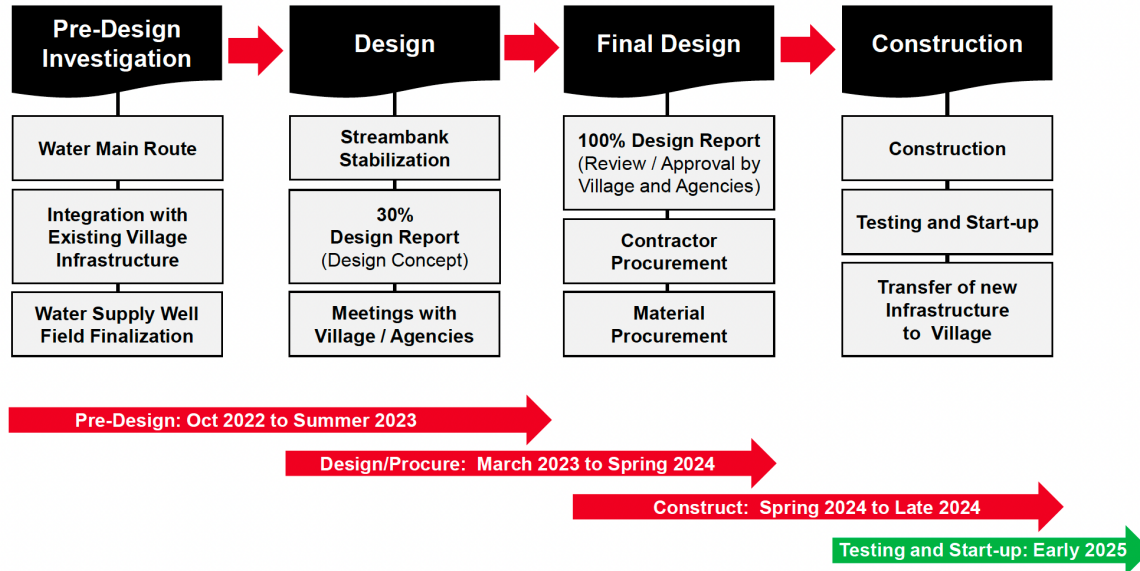 Pre-Design
Investigation
Design
Final Design
Construction
Water Main Route
Integration with
Existing Village
Infrastructure
Water Supply Well
Field Finalization
Streambank
Stabilization
30%
Design Report
(Design Concept)
Meetings with
Village / Agencies
100% Design Report
(Review / Approval by
Village and Agencies)
Contractor
Procurement
Material
Procurement
Construction
Testing and Start-up
Transfer of new
Infrastructure
to Village
Pre-Design: Oct 2022 to Summer 2023
Design/Procure: March 2023 to Spring 2024
Construct: Spring 2024 to Late 2024
Testing and Start-up: Early 2025